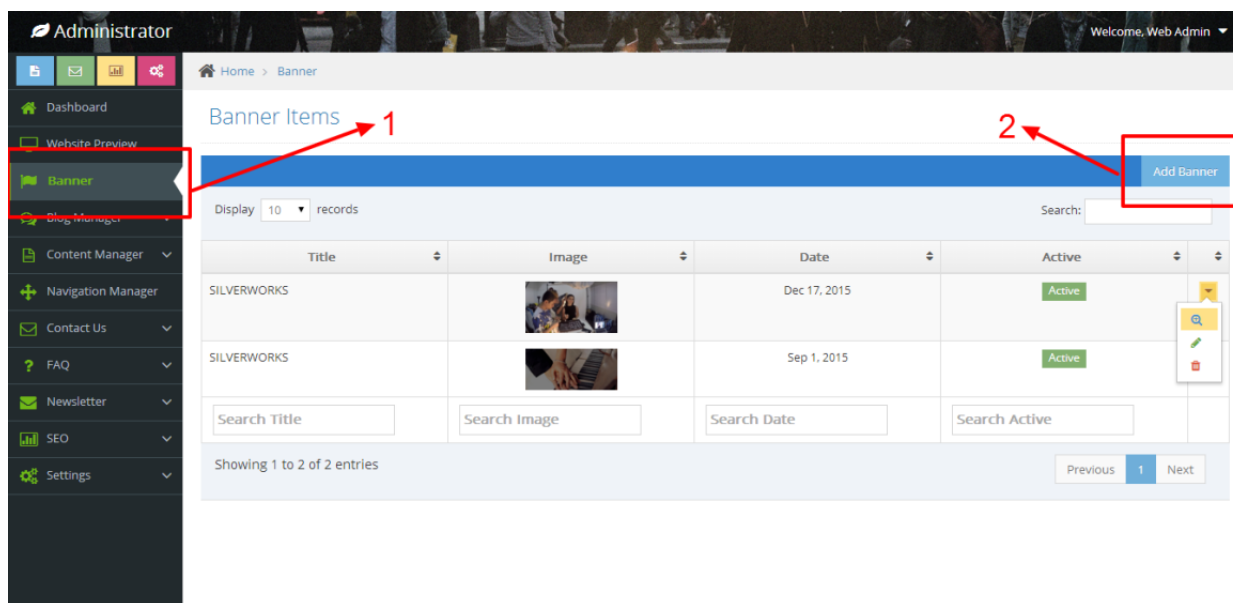 Administrator
Welcome, Web Admin
Home > Banner
Dashboard
Website Preview
Banner
Blog Manager
Content Manager
Navigation Manager
Contact Us
FAQ
Newsletter
SEO
Settings
Banner Items
1
2
Add Banner
Display 10 records
Search:
Title Image Date Active
SILVERWORKS Dec 17, 2015 Active
SILVERWORKS Sep 1, 2015 Active
Search Title Search Image Search Date Search Active
Showing 1 to 2 of 2 entries
Previous 1 Next